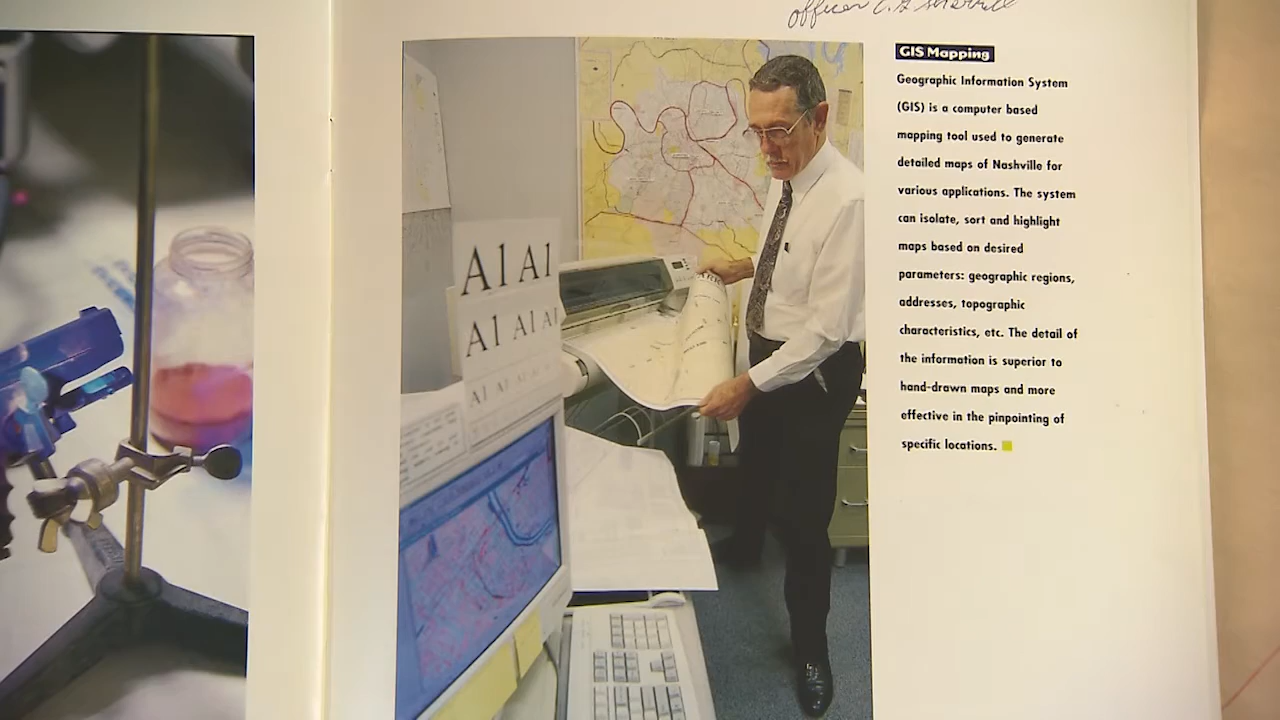 officer C.
GIS Mapping
Geographic Information System
(GIS) is a computer based
mapping tool used to generate
detailed maps of Nashville for
various applications. The system
can isolate, sort and highlight
maps based on desired
parameters: geographic regions,
addresses, topographic
characteristics, etc. The detail of
the information is superior to
hand-drawn maps and more
effective in the pinpointing of
specific locations.
A1 A1
A1 A1 A1
A1 A1